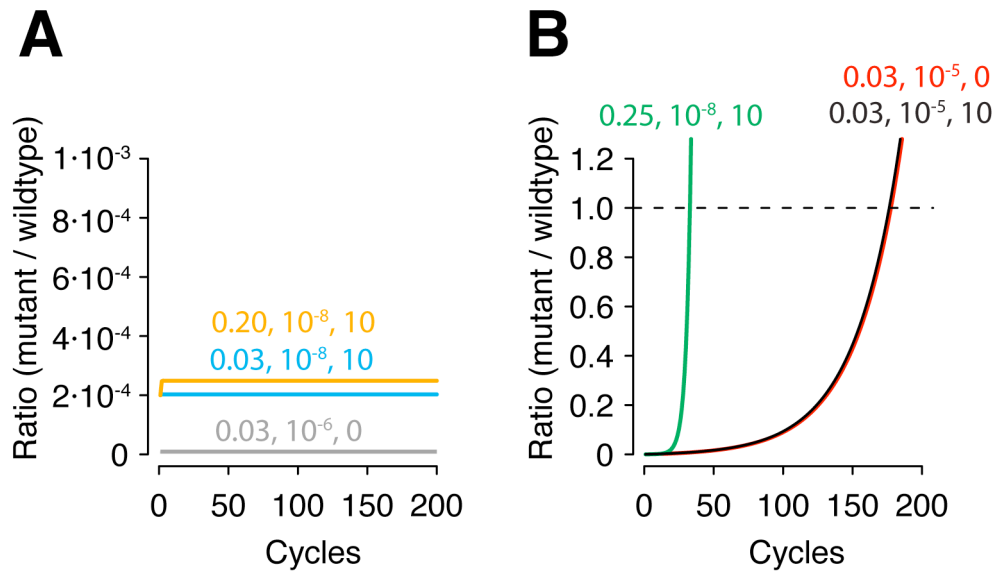 A
Ratio (mutant / wildtype)
1·10⁻³
8·10⁻⁴
6·10⁻⁴
4·10⁻⁴
2·10⁻⁴
0
0.20, 10⁻⁸, 10
0.03, 10⁻⁸, 10
0.03, 10⁻⁶, 0
0 50 100 150 200
Cycles
B
0.03, 10⁻⁵, 0
0.25, 10⁻⁸, 10
0.03, 10⁻⁵, 10
Ratio (mutant / wildtype)
1.2
1.0
0.8
0.6
0.4
0.2
0
0 50 100 150 200
Cycles